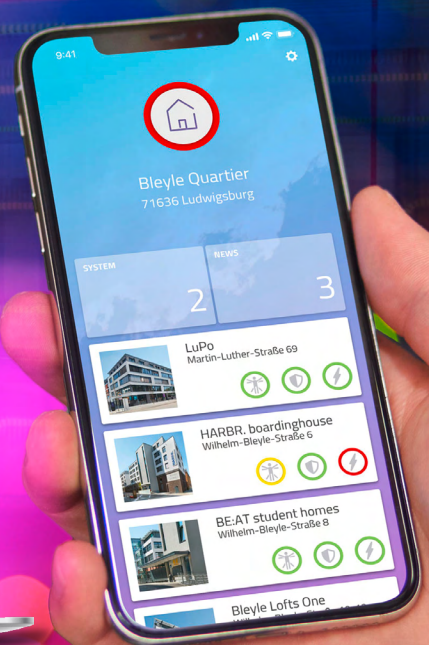 9:41
Bleyle Quartier
71636 Ludwigsburg
SYSTEM
2
NEWS
3
LuPo
Martin-Luther-Straße 69
HARBR. boardinghouse
Wilhelm-Bleyle-Straße 6
BE:AT student homes
Wilhelm-Bleyle-Straße 8
Bleyle Lofts One